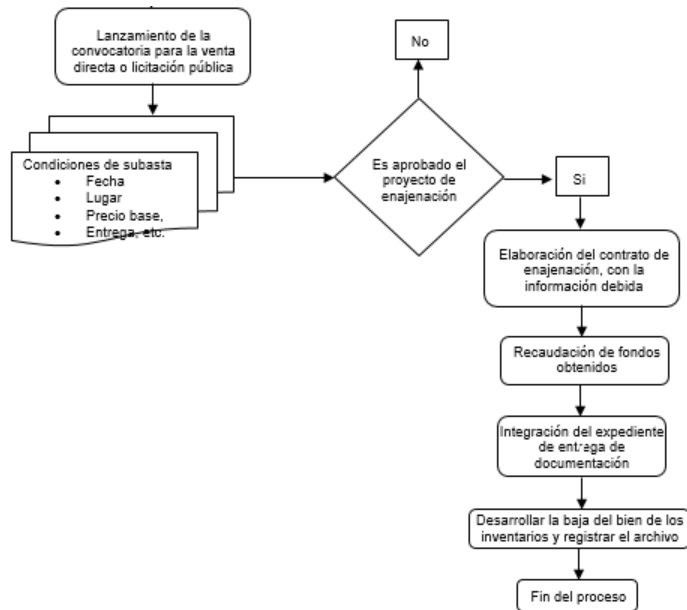 Lanzamiento de la
convocatoria para la venta
directa o licitación pública
Condiciones de subasta
• Fecha
• Lugar
• Precio base,
• Entrega, etc.
Es aprobado el
proyecto de
enajenación
No
Si
Elaboración del contrato de
enajenación, con la
información debida
Recaudación de fondos
obtenidos
Integración del expediente
de entrega de
documentación
Desarrollar la baja del bien de los
inventarios y registrar el archivo
Fin del proceso